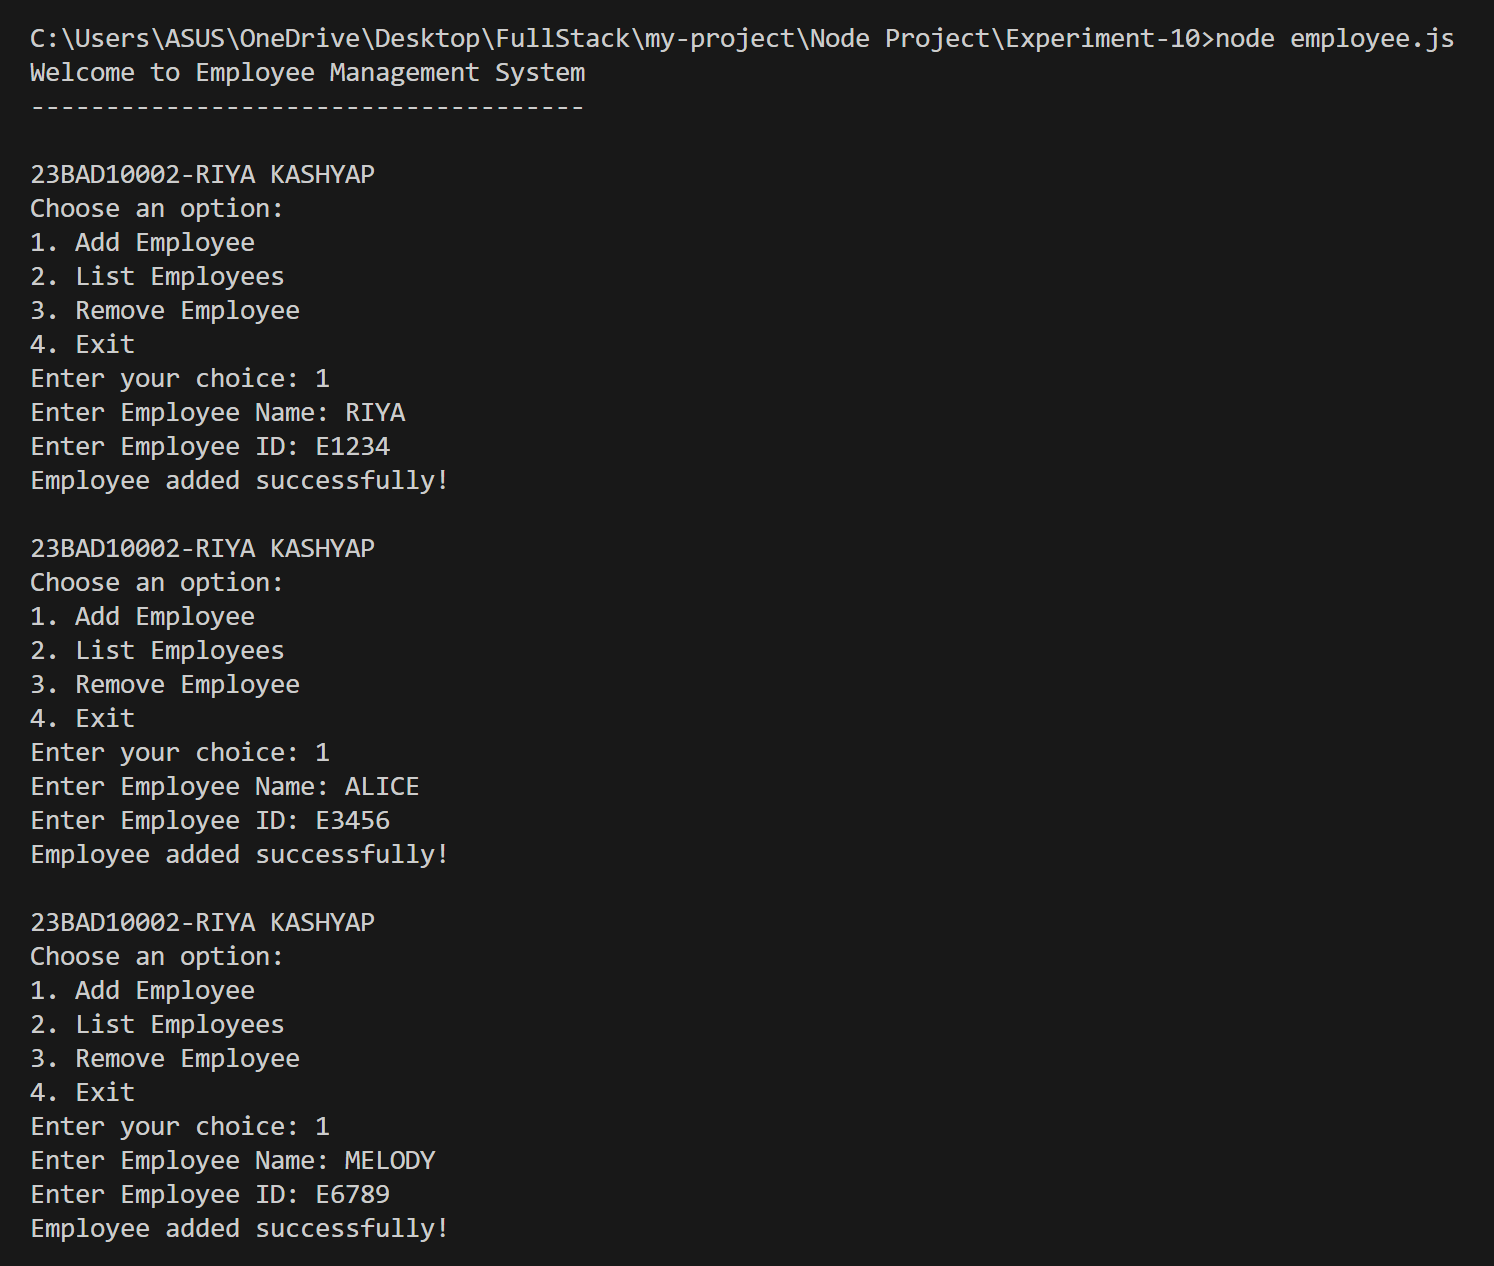 C:\Users\ASUS\OneDrive\Desktop\FullStack\my-project\Node Project\Experiment-10>node employee.js
Welcome to Employee Management System
-------------------------------------
23BAD10002-RIYA KASHYAP
Choose an option:
1. Add Employee
2. List Employees
3. Remove Employee
4. Exit
Enter your choice: 1
Enter Employee Name: RIYA
Enter Employee ID: E1234
Employee added successfully!
23BAD10002-RIYA KASHYAP
Choose an option:
1. Add Employee
2. List Employees
3. Remove Employee
4. Exit
Enter your choice: 1
Enter Employee Name: ALICE
Enter Employee ID: E3456
Employee added successfully!
23BAD10002-RIYA KASHYAP
Choose an option:
1. Add Employee
2. List Employees
3. Remove Employee
4. Exit
Enter your choice: 1
Enter Employee Name: MELODY
Enter Employee ID: E6789
Employee added successfully!